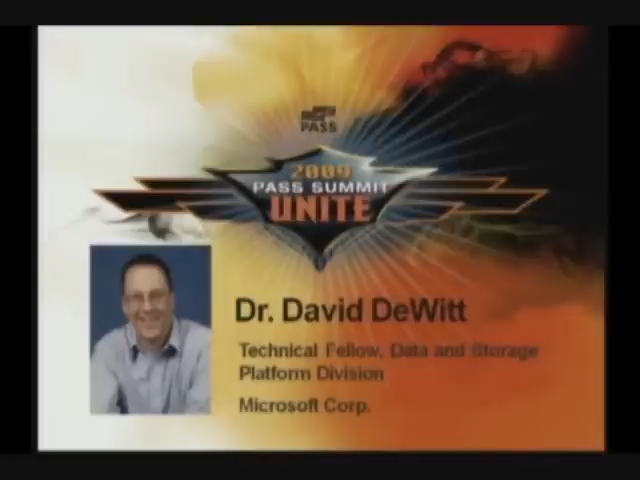 PASS
2009
PASS SUMMIT
UNITE
Dr. David DeWitt
Technical Fellow, Data and Storage
Platform Division
Microsoft Corp.